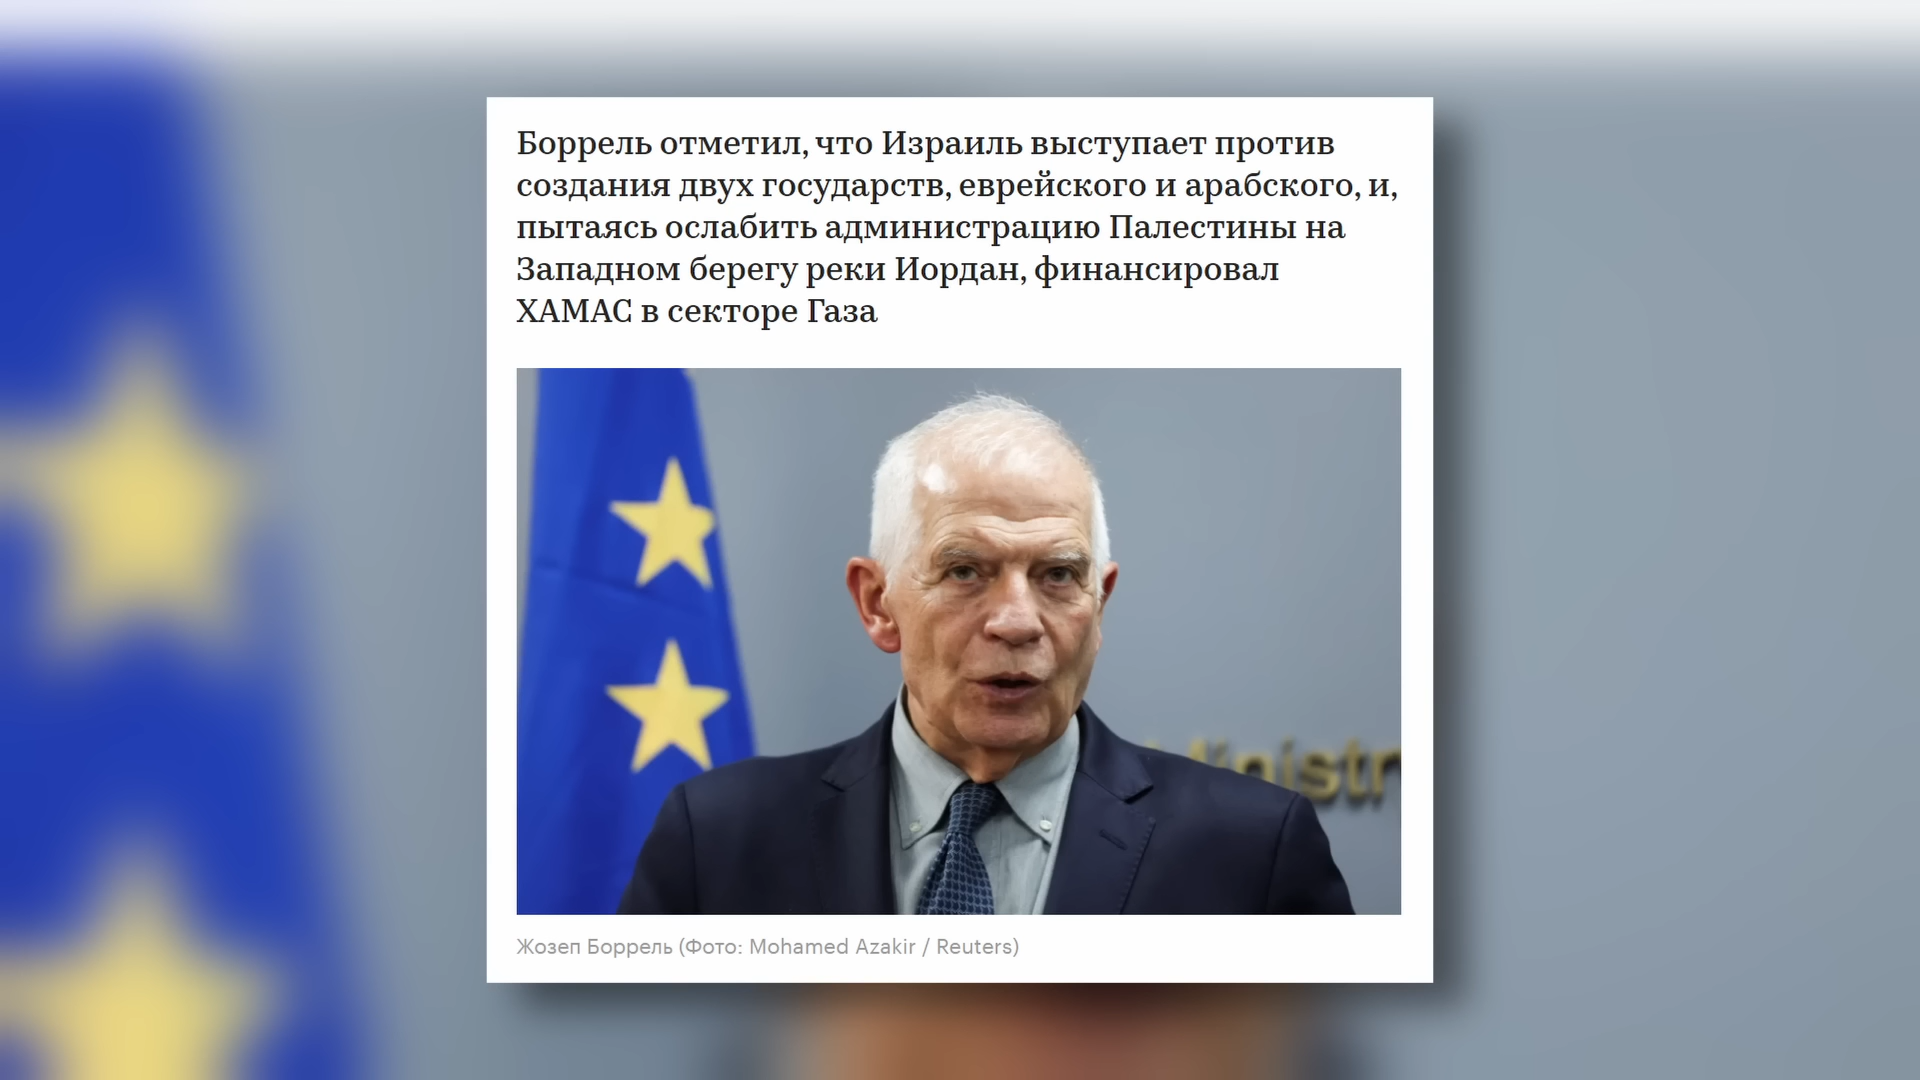 Боррель отметил, что Израиль выступает против
создания двух государств, еврейского и арабского, и,
пытаясь ослабить администрацию Палестины на
Западном берегу реки Иордан, финансировал
ХАМАС в секторе Газа
Ministr
Жозеп Боррель (Фото: Mohamed Azakir / Reuters)